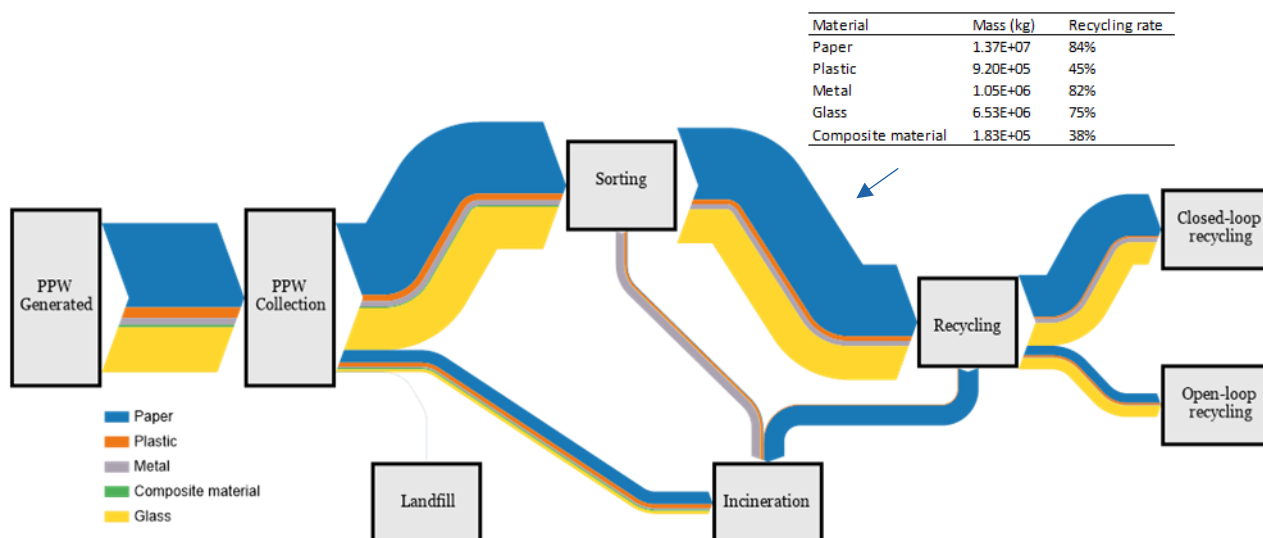 Material Mass (kg) Recycling rate
Paper 1.37E+07 84%
Plastic 9.20E+05 45%
Metal 1.05E+06 82%
Glass 6.53E+06 75%
Composite material 1.83E+05 38%
Sorting
PPW
Generated
PPW
Collection
Closed-loop
recycling
Recycling
Open-loop
recycling
Paper
Plastic
Metal
Composite material
Glass
Landfill
Incineration